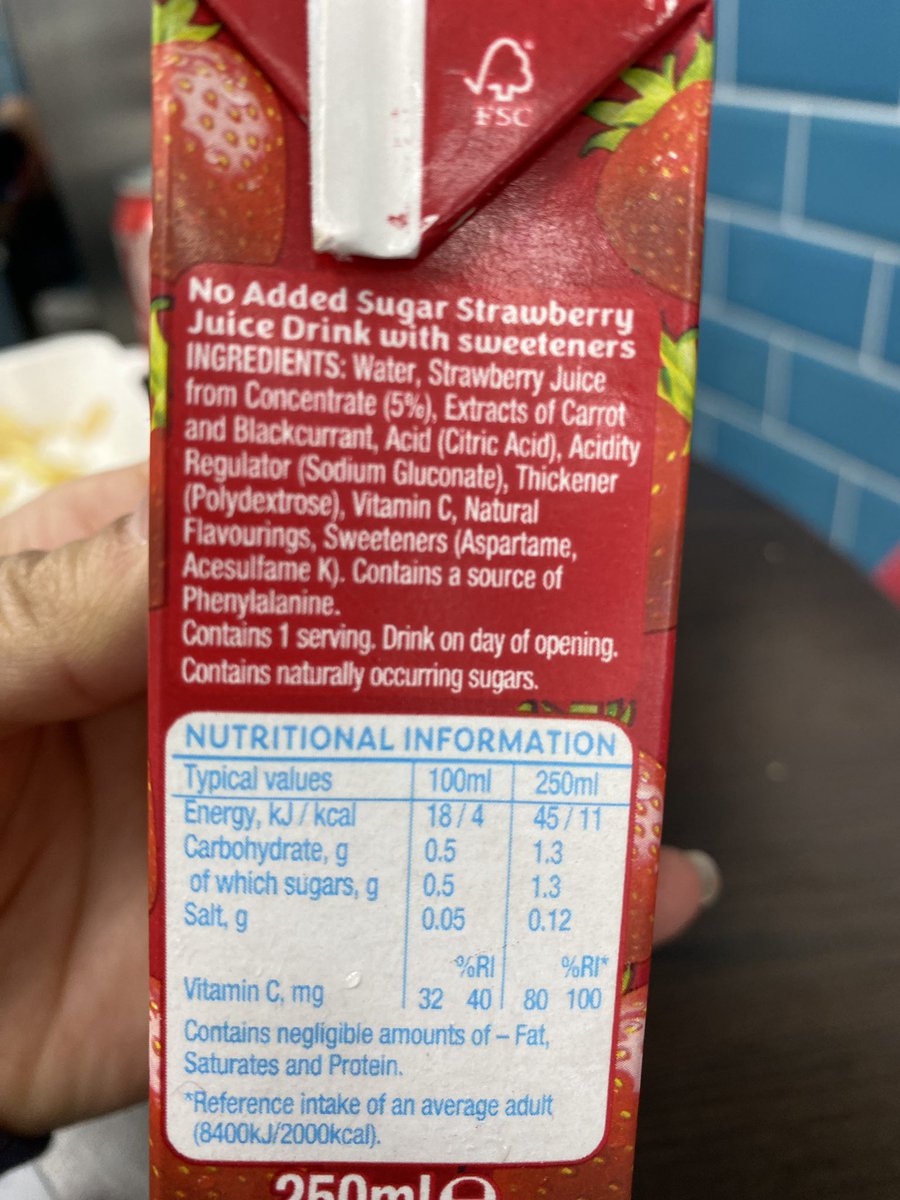 FSC
No Added Sugar Strawberry
Juice Drink with sweeteners
INGREDIENTS: Water, Strawberry Juice
from Concentrate (5%), Extracts of Carrot
and Blackcurrant, Acid (Citric Acid), Acidity
Regulator (Sodium Gluconate), Thickener
(Polydextrose), Vitamin C, Natural
Flavourings, Sweeteners (Aspartame,
Acesulfame K). Contains a source of
Phenylalanine.
Contains 1 serving. Drink on day of opening.
Contains naturally occurring sugars.
NUTRITIONAL INFORMATION
Typical values 100ml 250ml
Energy, kJ / kcal 18 / 4 45 / 11
Carbohydrate, g 0.5 1.3
of which sugars, g 0.5 1.3
Salt, g 0.05 0.12
%RI %RI*
Vitamin C, mg 32 40 80 100
Contains negligible amounts of – Fat,
Saturates and Protein.
*Reference intake of an average adult
(8400kJ/2000kcal).
250ml ℮